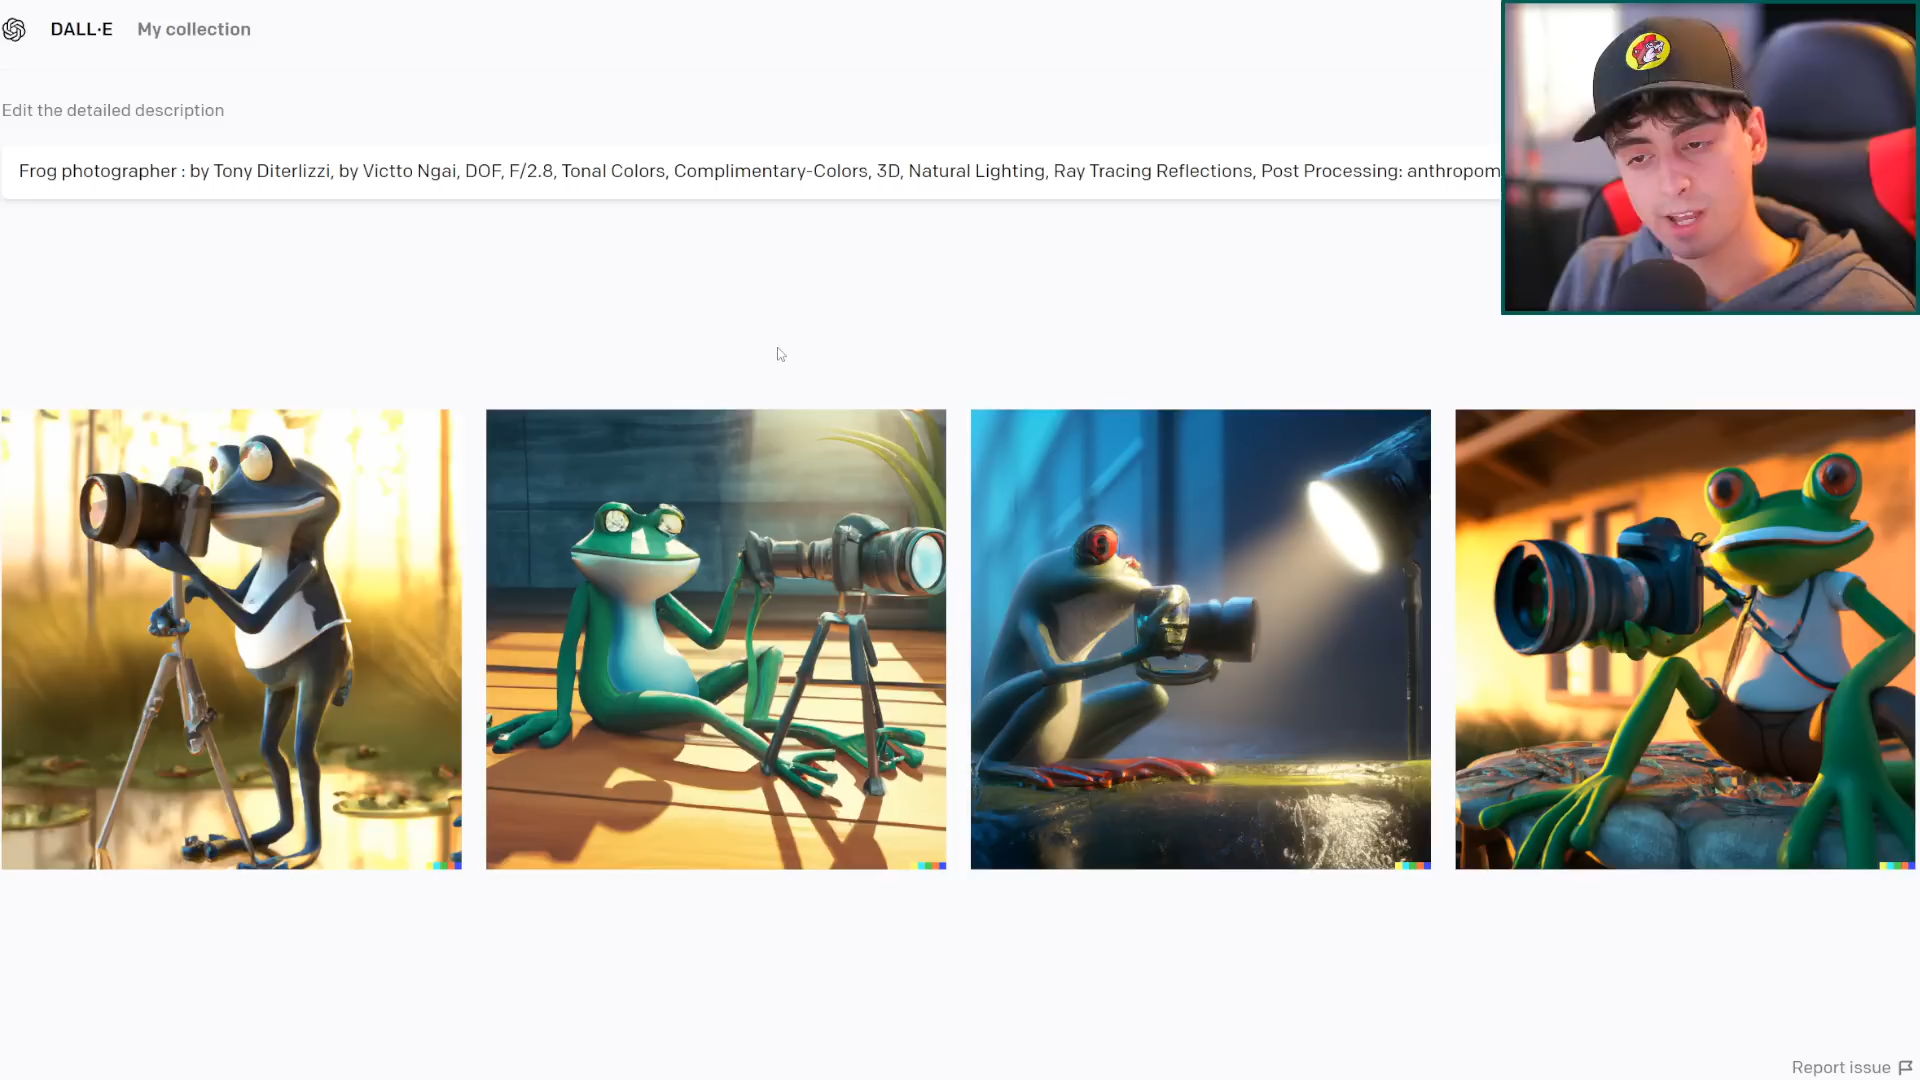 DALL·E My collection
Edit the detailed description
Frog photographer : by Tony Diterlizzi, by Victto Ngai, DOF, F/2.8, Tonal Colors, Complimentary-Colors, 3D, Natural Lighting, Ray Tracing Reflections, Post Processing: anthropom
Report issue